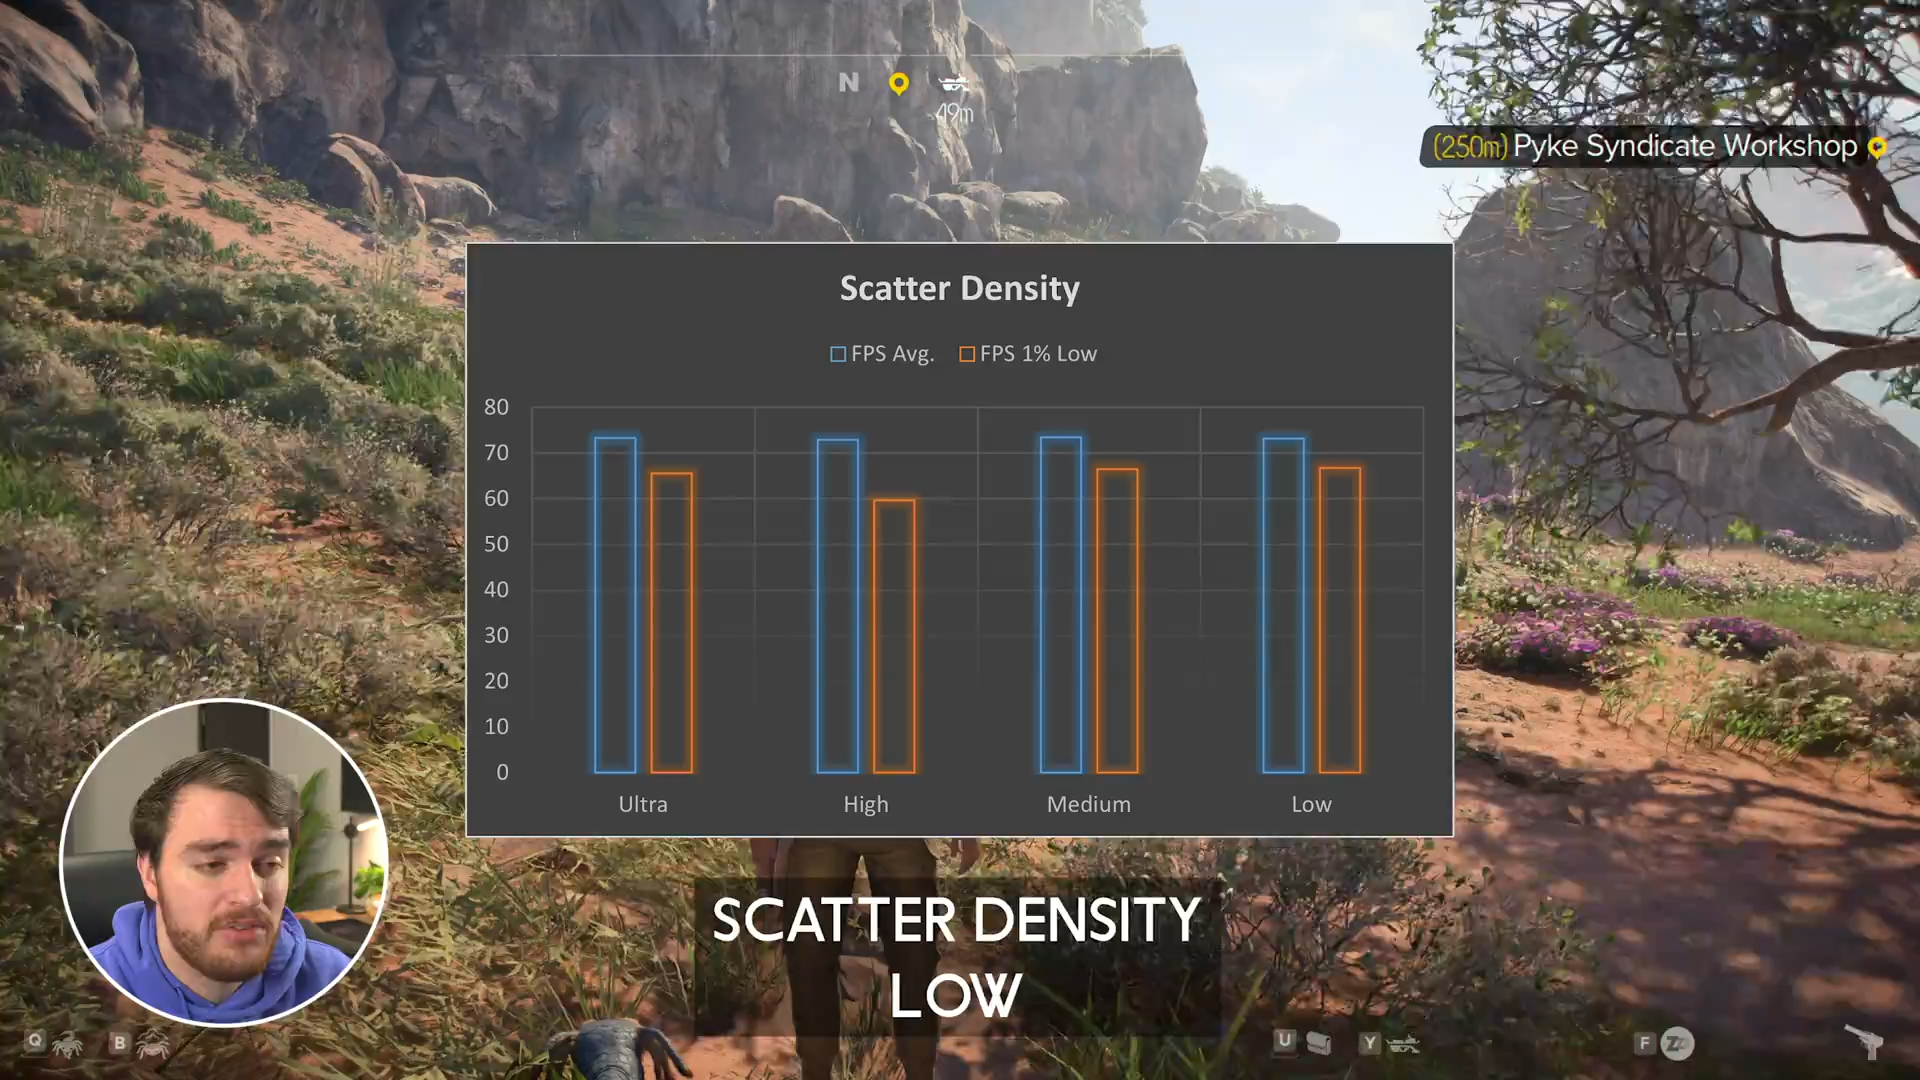 N
49m
(250m) Pyke Syndicate Workshop
Scatter Density
FPS Avg. FPS 1% Low
80
70
60
50
40
30
20
10
0
Ultra High Medium Low
SCATTER DENSITY
LOW
Q B U Y F Zz